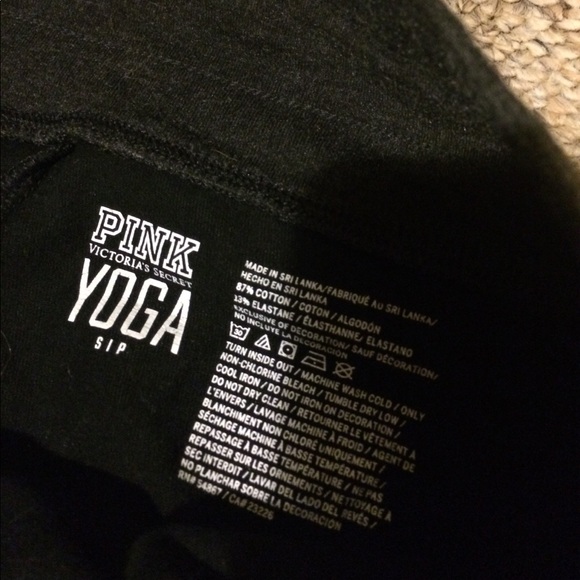 PINK
VICTORIA'S SECRET
YOGA
S/P
MADE IN SRI LANKA/FABRIQUÉ AU SRI LANKA/
HECHO EN SRI LANKA
87% COTTON / COTON / ALGODÓN
13% ELASTANE / ÉLASTHANNE/ ELASTANO
EXCLUSIVE OF DECORATION/ SAUF DÉCORATION/
NO INCLUYE LA DECORACIÓN
30
TURN INSIDE OUT / MACHINE WASH COLD / ONLY
NON-CHLORINE BLEACH / TUMBLE DRY LOW /
COOL IRON / DO NOT IRON ON DECORATION /
DO NOT DRY CLEAN / RETOURNER LE VÊTEMENT À
L'ENVERS / LAVAGE MACHINE À FROID / AGENT DE
BLANCHIMENT NON CHLORÉ UNIQUEMENT /
SÉCHAGE MACHINE À BASSE TEMPÉRATURE /
REPASSAGE À BASSE TEMPÉRATURE / NE PAS
REPASSER SUR LES ORNEMENTS / NETTOYAGE À
SEC INTERDIT / LAVAR DEL LADO DEL REVÉS /
NO PLANCHAR SOBRE LA DECORACIÓN
RN# 54867 / CA# 23226